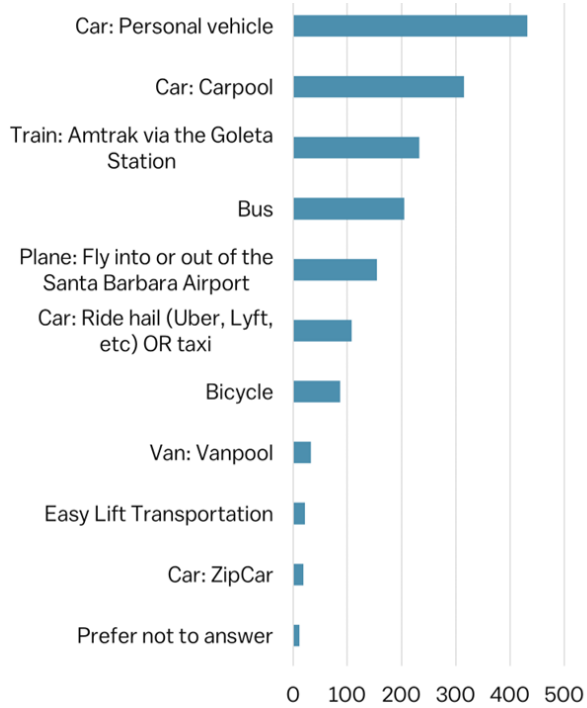 Car: Personal vehicle
Car: Carpool
Train: Amtrak via the Goleta
Station
Bus
Plane: Fly into or out of the
Santa Barbara Airport
Car: Ride hail (Uber, Lyft,
etc) OR taxi
Bicycle
Van: Vanpool
Easy Lift Transportation
Car: ZipCar
Prefer not to answer
0 100 200 300 400 500